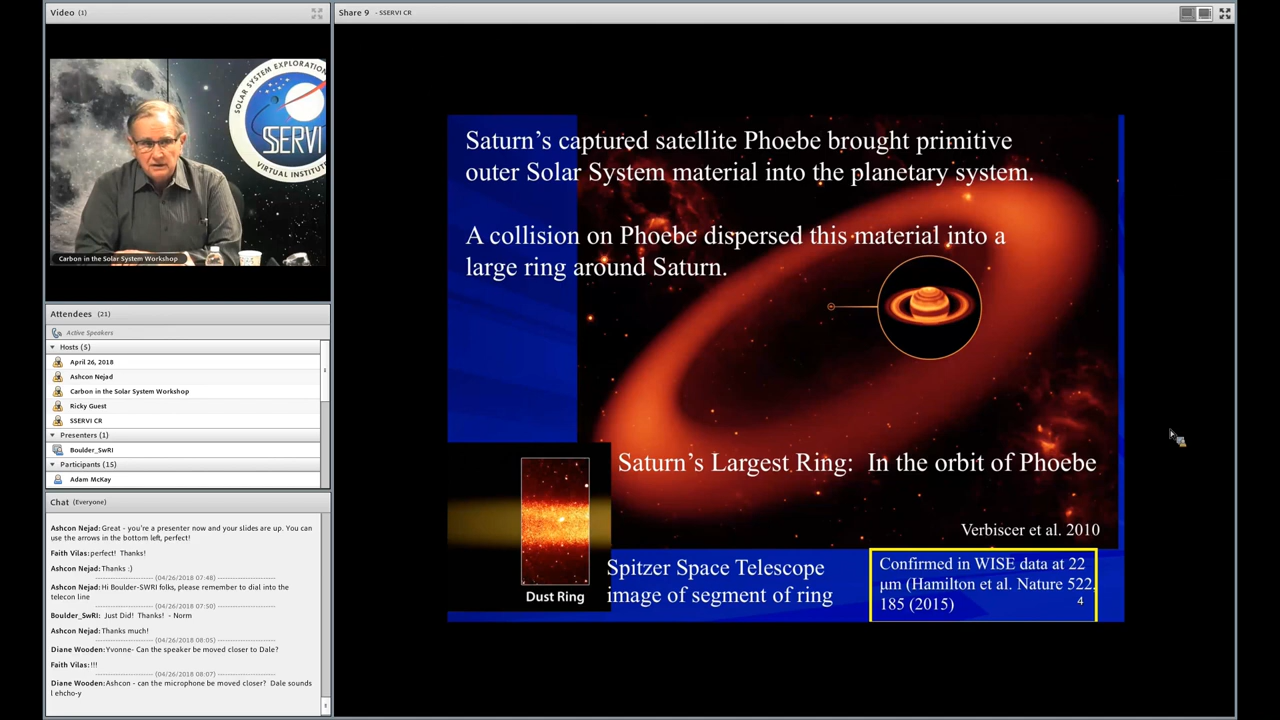 Video (1)
SOLAR SYSTEM EXPLORATION
SSERVI
VIRTUAL INSTITUTE
Carbon in the Solar System Workshop
Attendees (21)
Active Speakers
Hosts (5)
April 26, 2018
Ashcon Nejad
Carbon in the Solar System Workshop
Ricky Guest
SSERVI CR
Presenters (1)
Boulder_SwRI
Participants (15)
Adam McKay
Chat (Everyone)
Ashcon Nejad: Great - you're a presenter now and your slides are up. You can
use the arrows in the bottom left, perfect!
Faith Vilas: perfect! Thanks!
Ashcon Nejad: Thanks :)
(04/26/2018 07:48)
Ashcon Nejad: Hi Boulder-SWRI folks, please remember to dial into the
telecon line
(04/26/2018 07:50)
Boulder_SwRI: Just Did! Thanks! - Norm
Ashcon Nejad: Thanks much!
(04/26/2018 08:05)
Diane Wooden: Yvonne- Can the speaker be moved closer to Dale?
Faith Vilas: !!!
(04/26/2018 08:07)
Diane Wooden: Ashcon - can the microphone be moved closer? Dale sounds
l ehcho-y
Share 9 - SSERVI CR
Saturn's captured satellite Phoebe brought primitive
outer Solar System material into the planetary system.
A collision on Phoebe dispersed this material into a
large ring around Saturn.
Saturn's Largest Ring: In the orbit of Phoebe
Verbiscer et al. 2010
Dust Ring
Spitzer Space Telescope
image of segment of ring
Confirmed in WISE data at 22
μm (Hamilton et al. Nature 522,
185 (2015)
4